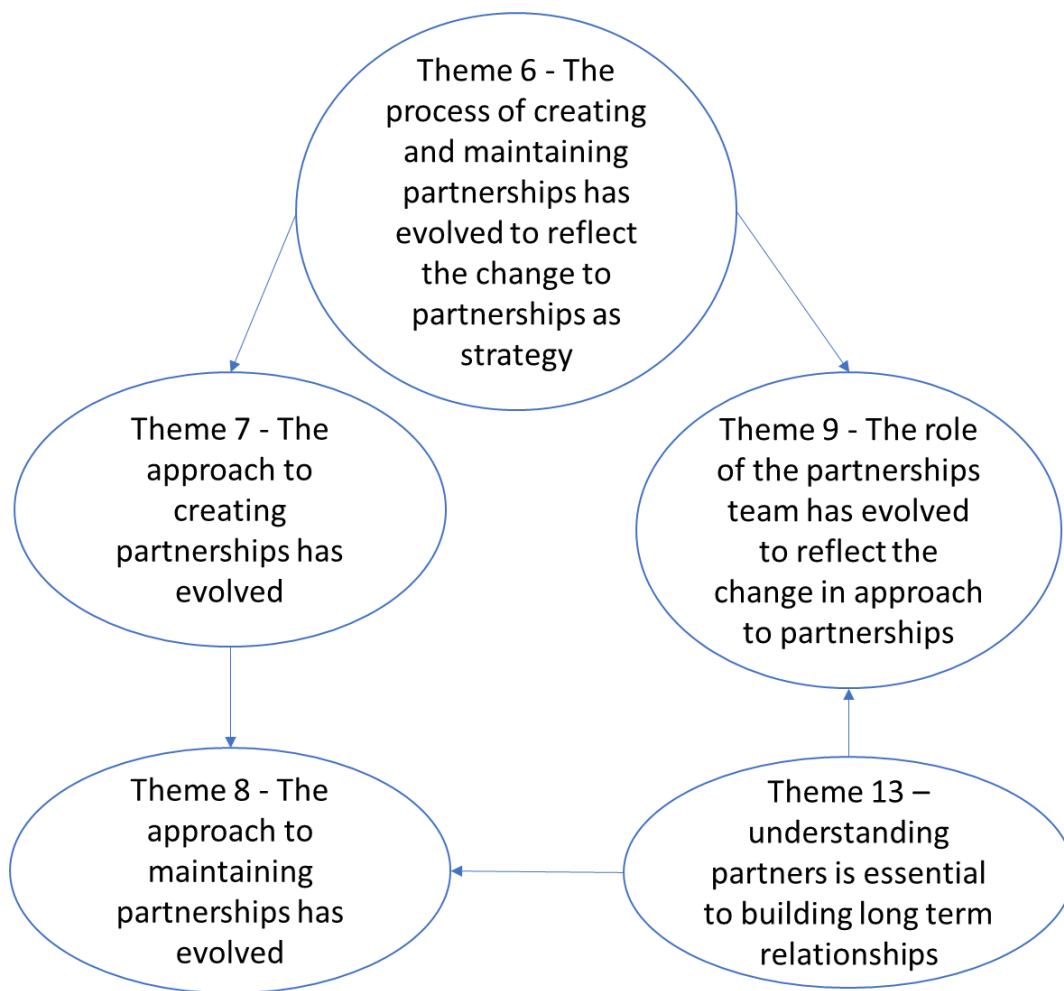 Theme 6 - The
process of creating
and maintaining
partnerships has
evolved to reflect
the change to
partnerships as
strategy
Theme 7 - The
approach to
creating
partnerships has
evolved
Theme 9 - The role
of the partnerships
team has evolved
to reflect the
change in approach
to partnerships
Theme 8 - The
approach to
maintaining
partnerships has
evolved
Theme 13 –
understanding
partners is essential
to building long term
relationships